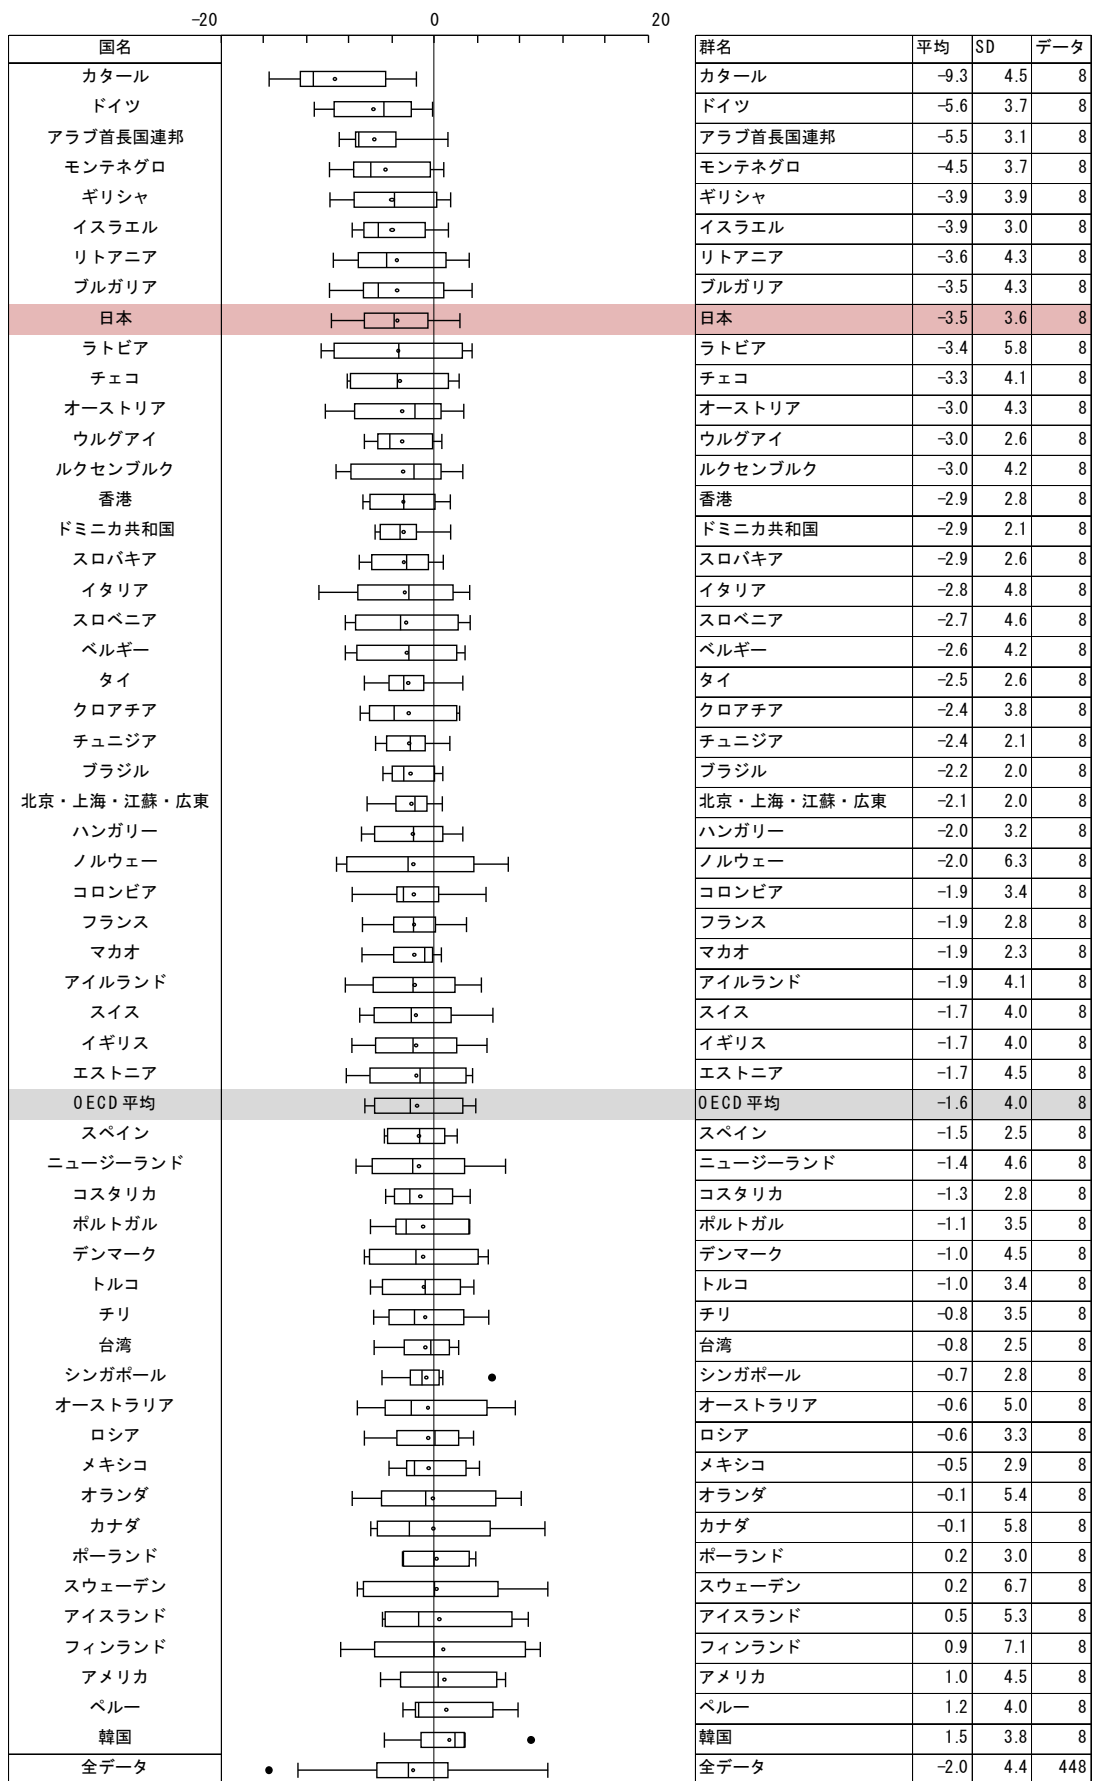 -20 0 20
国名 群名 平均 SD データ
カタール カタール -9.3 4.5 8
ドイツ ドイツ -5.6 3.7 8
アラブ首長国連邦 アラブ首長国連邦 -5.5 3.1 8
モンテネグロ モンテネグロ -4.5 3.7 8
ギリシャ ギリシャ -3.9 3.9 8
イスラエル イスラエル -3.9 3.0 8
リトアニア リトアニア -3.6 4.3 8
ブルガリア ブルガリア -3.5 4.3 8
日本 日本 -3.5 3.6 8
ラトビア ラトビア -3.4 5.8 8
チェコ チェコ -3.3 4.1 8
オーストリア オーストリア -3.0 4.3 8
ウルグアイ ウルグアイ -3.0 2.6 8
ルクセンブルク ルクセンブルク -3.0 4.2 8
香港 香港 -2.9 2.8 8
ドミニカ共和国 ドミニカ共和国 -2.9 2.1 8
スロバキア スロバキア -2.9 2.6 8
イタリア イタリア -2.8 4.8 8
スロベニア スロベニア -2.7 4.6 8
ベルギー ベルギー -2.6 4.2 8
タイ タイ -2.5 2.6 8
クロアチア クロアチア -2.4 3.8 8
チュニジア チュニジア -2.4 2.1 8
ブラジル ブラジル -2.2 2.0 8
北京・上海・江蘇・広東 北京・上海・江蘇・広東 -2.1 2.0 8
ハンガリー ハンガリー -2.0 3.2 8
ノルウェー ノルウェー -2.0 6.3 8
コロンビア コロンビア -1.9 3.4 8
フランス フランス -1.9 2.8 8
マカオ マカオ -1.9 2.3 8
アイルランド アイルランド -1.9 4.1 8
スイス スイス -1.7 4.0 8
イギリス イギリス -1.7 4.0 8
エストニア エストニア -1.7 4.5 8
OECD平均 OECD平均 -1.6 4.0 8
スペイン スペイン -1.5 2.5 8
ニュージーランド ニュージーランド -1.4 4.6 8
コスタリカ コスタリカ -1.3 2.8 8
ポルトガル ポルトガル -1.1 3.5 8
デンマーク デンマーク -1.0 4.5 8
トルコ トルコ -1.0 3.4 8
チリ チリ -0.8 3.5 8
台湾 台湾 -0.8 2.5 8
シンガポール シンガポール -0.7 2.8 8
オーストラリア オーストラリア -0.6 5.0 8
ロシア ロシア -0.6 3.3 8
メキシコ メキシコ -0.5 2.9 8
オランダ オランダ -0.1 5.4 8
カナダ カナダ -0.1 5.8 8
ポーランド ポーランド 0.2 3.0 8
スウェーデン スウェーデン 0.2 6.7 8
アイスランド アイスランド 0.5 5.3 8
フィンランド フィンランド 0.9 7.1 8
アメリカ アメリカ 1.0 4.5 8
ペルー ペルー 1.2 4.0 8
韓国 韓国 1.5 3.8 8
全データ 全データ -2.0 4.4 448